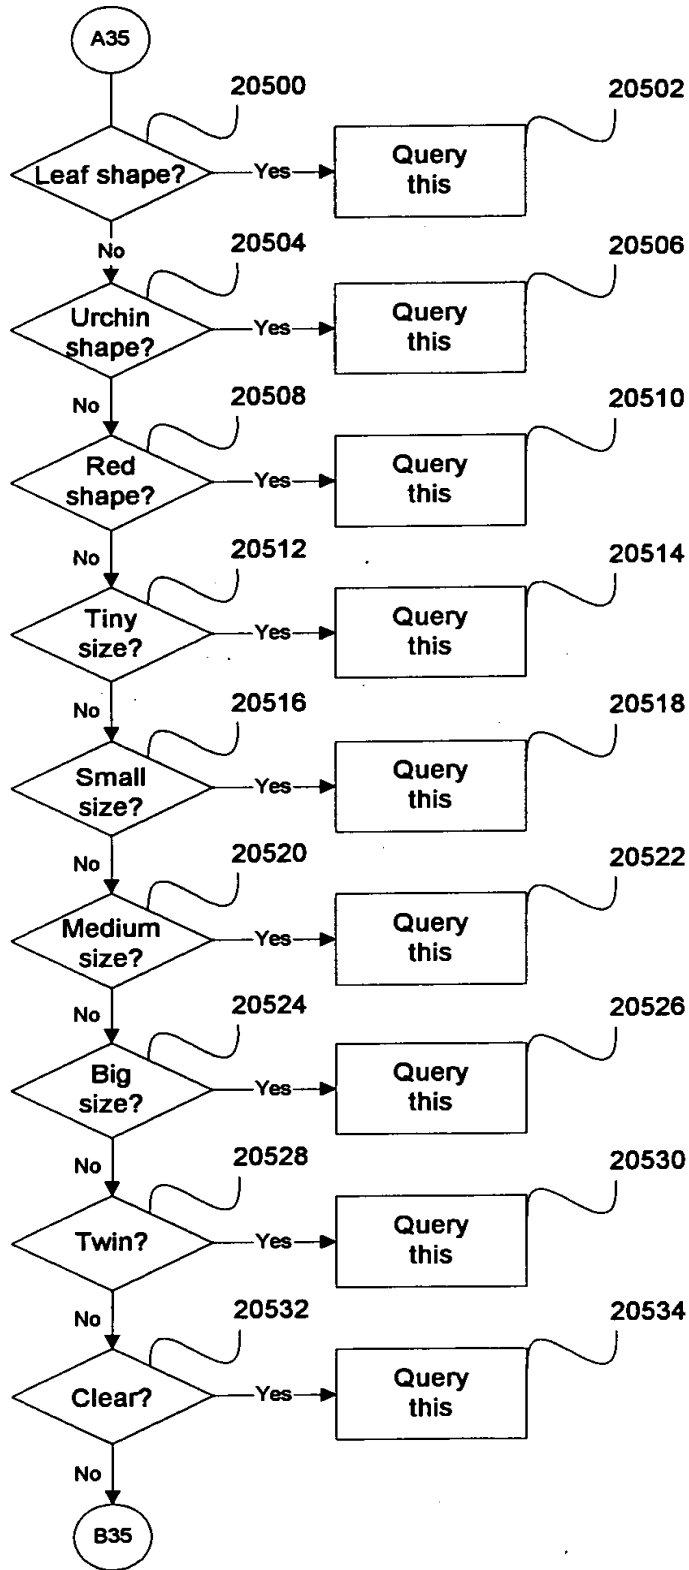 A35
20500
20502
Leaf shape?
Yes
Query
this
No
20504
20506
Urchin
shape?
Yes
Query
this
No
20508
20510
Red
shape?
Yes
Query
this
No
20512
20514
Tiny
size?
Yes
Query
this
No
20516
20518
Small
size?
Yes
Query
this
No
20520
20522
Medium
size?
Yes
Query
this
No
20524
20526
Big
size?
Yes
Query
this
No
20528
20530
Twin?
Yes
Query
this
No
20532
20534
Clear?
Yes
Query
this
No
B35